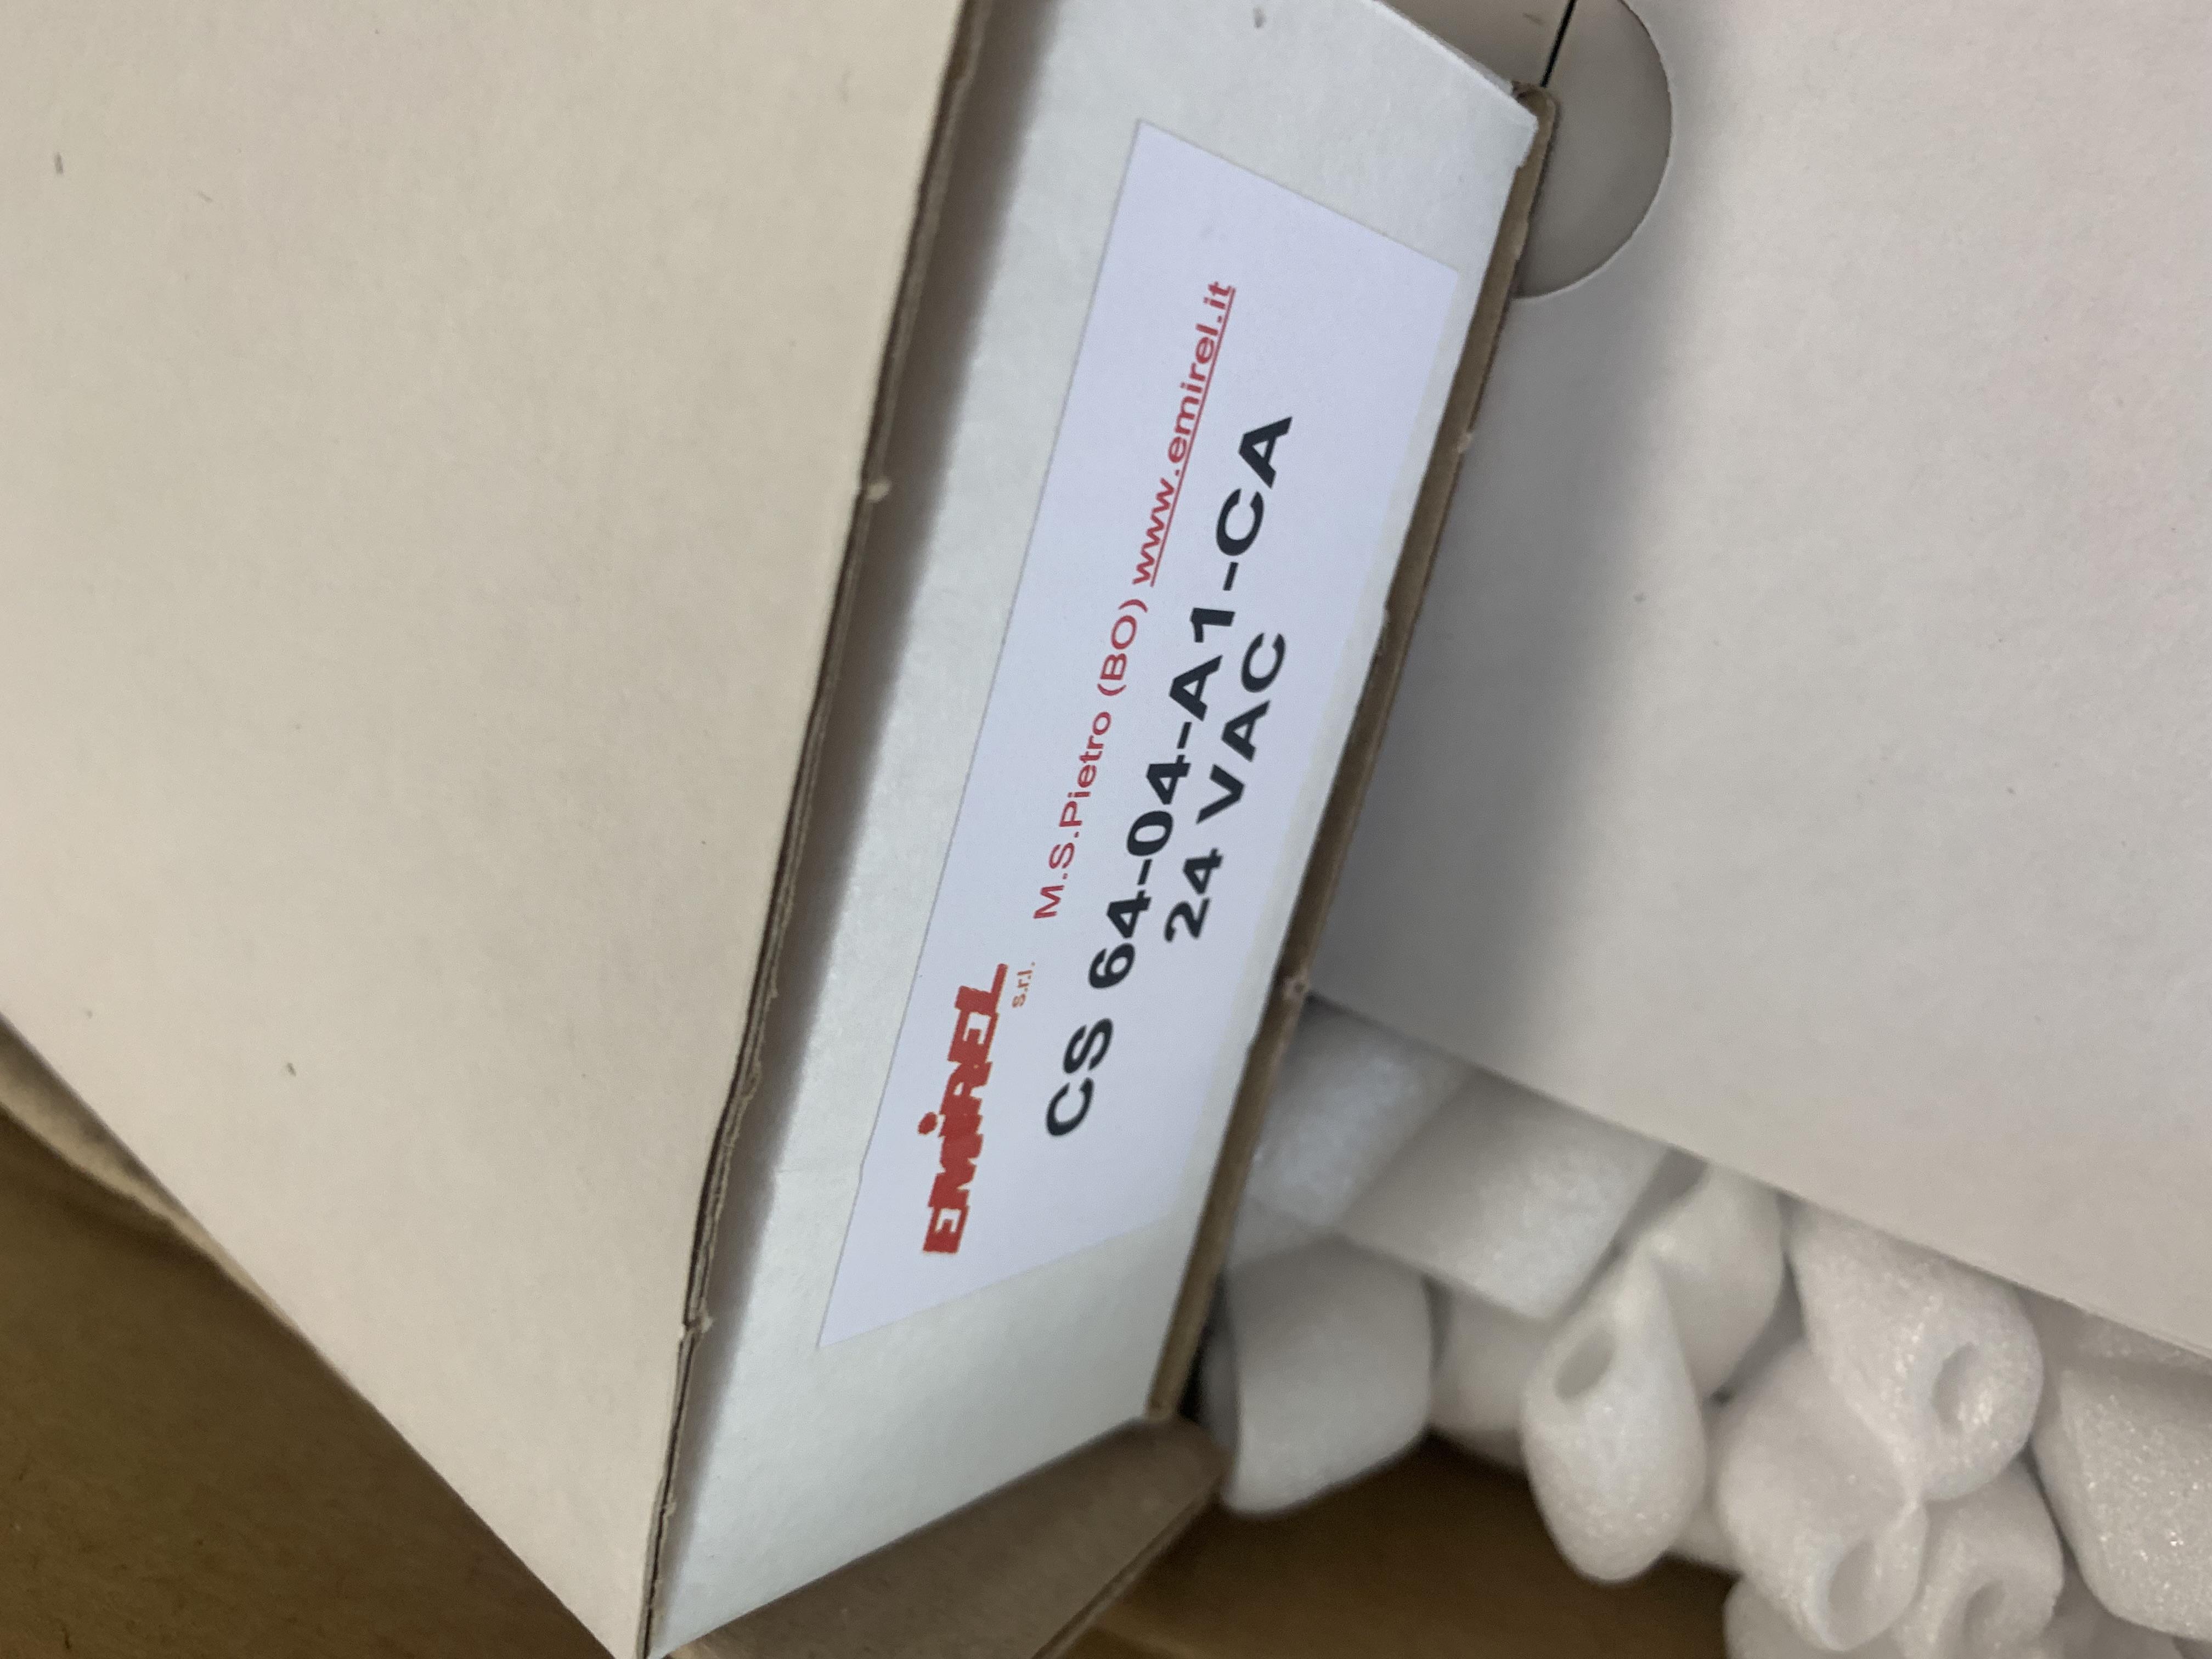 EMiREL s.r.l. M.S.Pietro (BO) www.emirel.it
CS 64-04-A1-CA
24 VAC